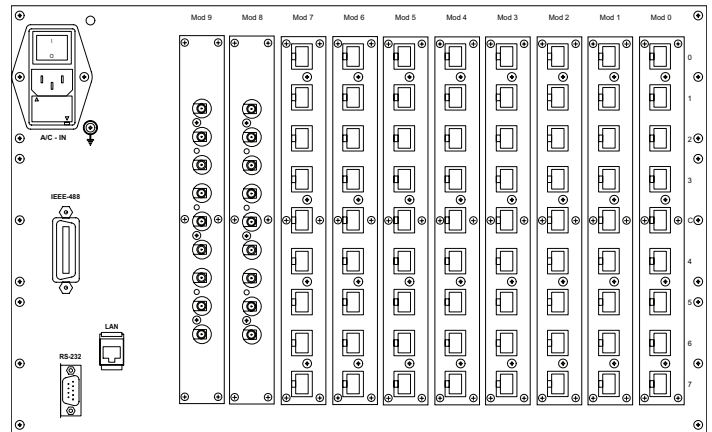 Mod 9 Mod 8 Mod 7 Mod 6 Mod 5 Mod 4 Mod 3 Mod 2 Mod 1 Mod 0
I
O
0
1
A/C - IN
2
3
IEEE-488
C
4
5
LAN
6
RS-232
7